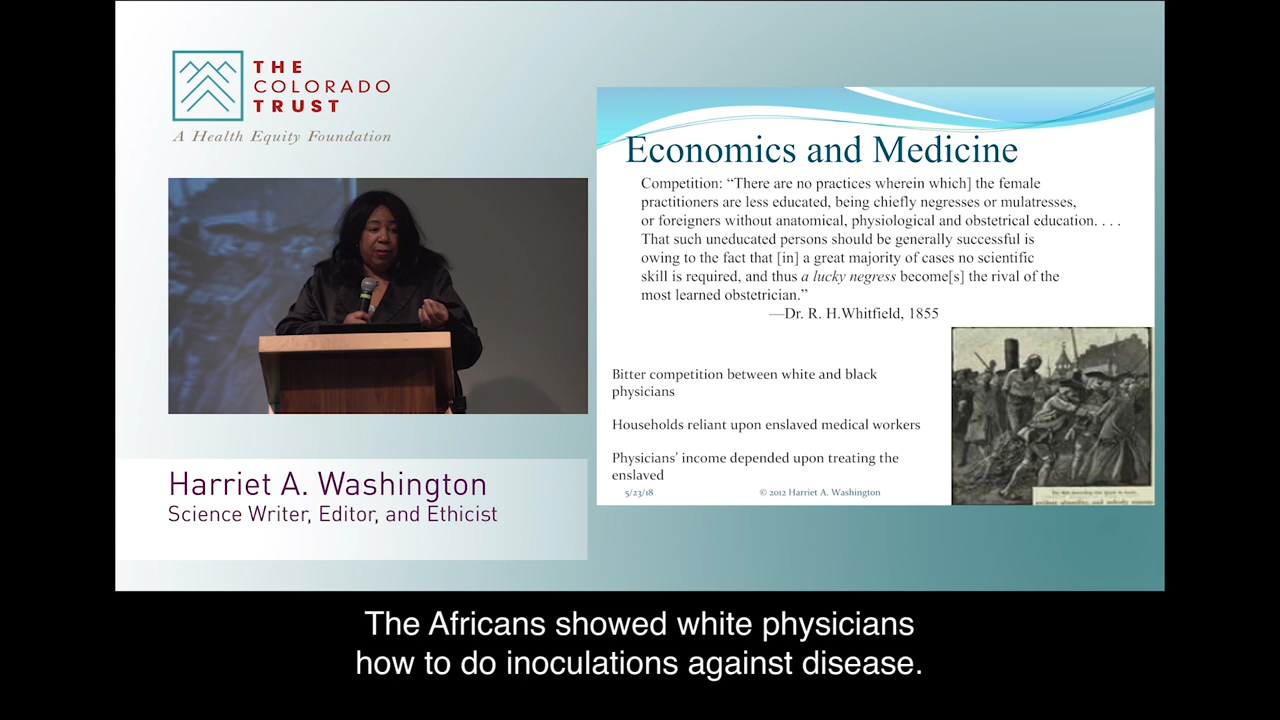 THE
COLORADO
TRUST
A Health Equity Foundation
Harriet A. Washington
Science Writer, Editor, and Ethicist
Economics and Medicine
Competition: “There are no practices wherein which] the female
practitioners are less educated, being chiefly negresses or mulatresses,
or foreigners without anatomical, physiological and obstetrical education. . . .
That such uneducated persons should be generally successful is
owing to the fact that [in] a great majority of cases no scientific
skill is required, and thus a lucky negress become[s] the rival of the
most learned obstetrician.”
—Dr. R. H.Whitfield, 1855
Bitter competition between white and black
physicians
Households reliant upon enslaved medical workers
Physicians’ income depended upon treating the
enslaved
5/23/18 © 2012 Harriet A. Washington
The Africans showed white physicians
how to do inoculations against disease.